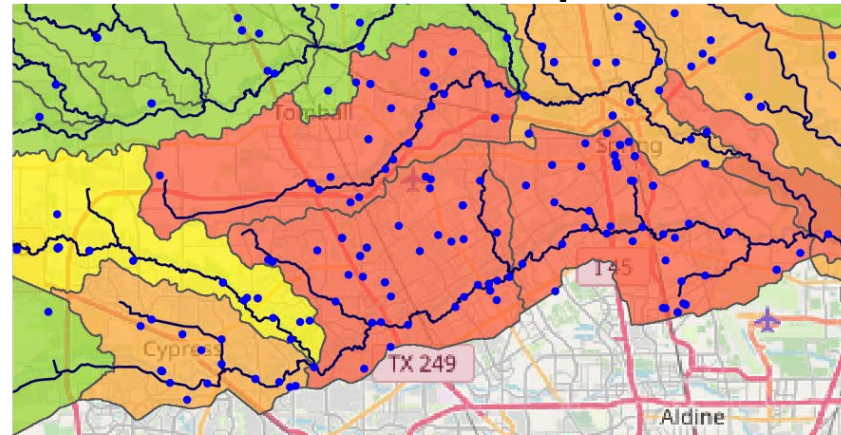 Tomball
Spring
I 45
Cypress
TX 249
Aldine